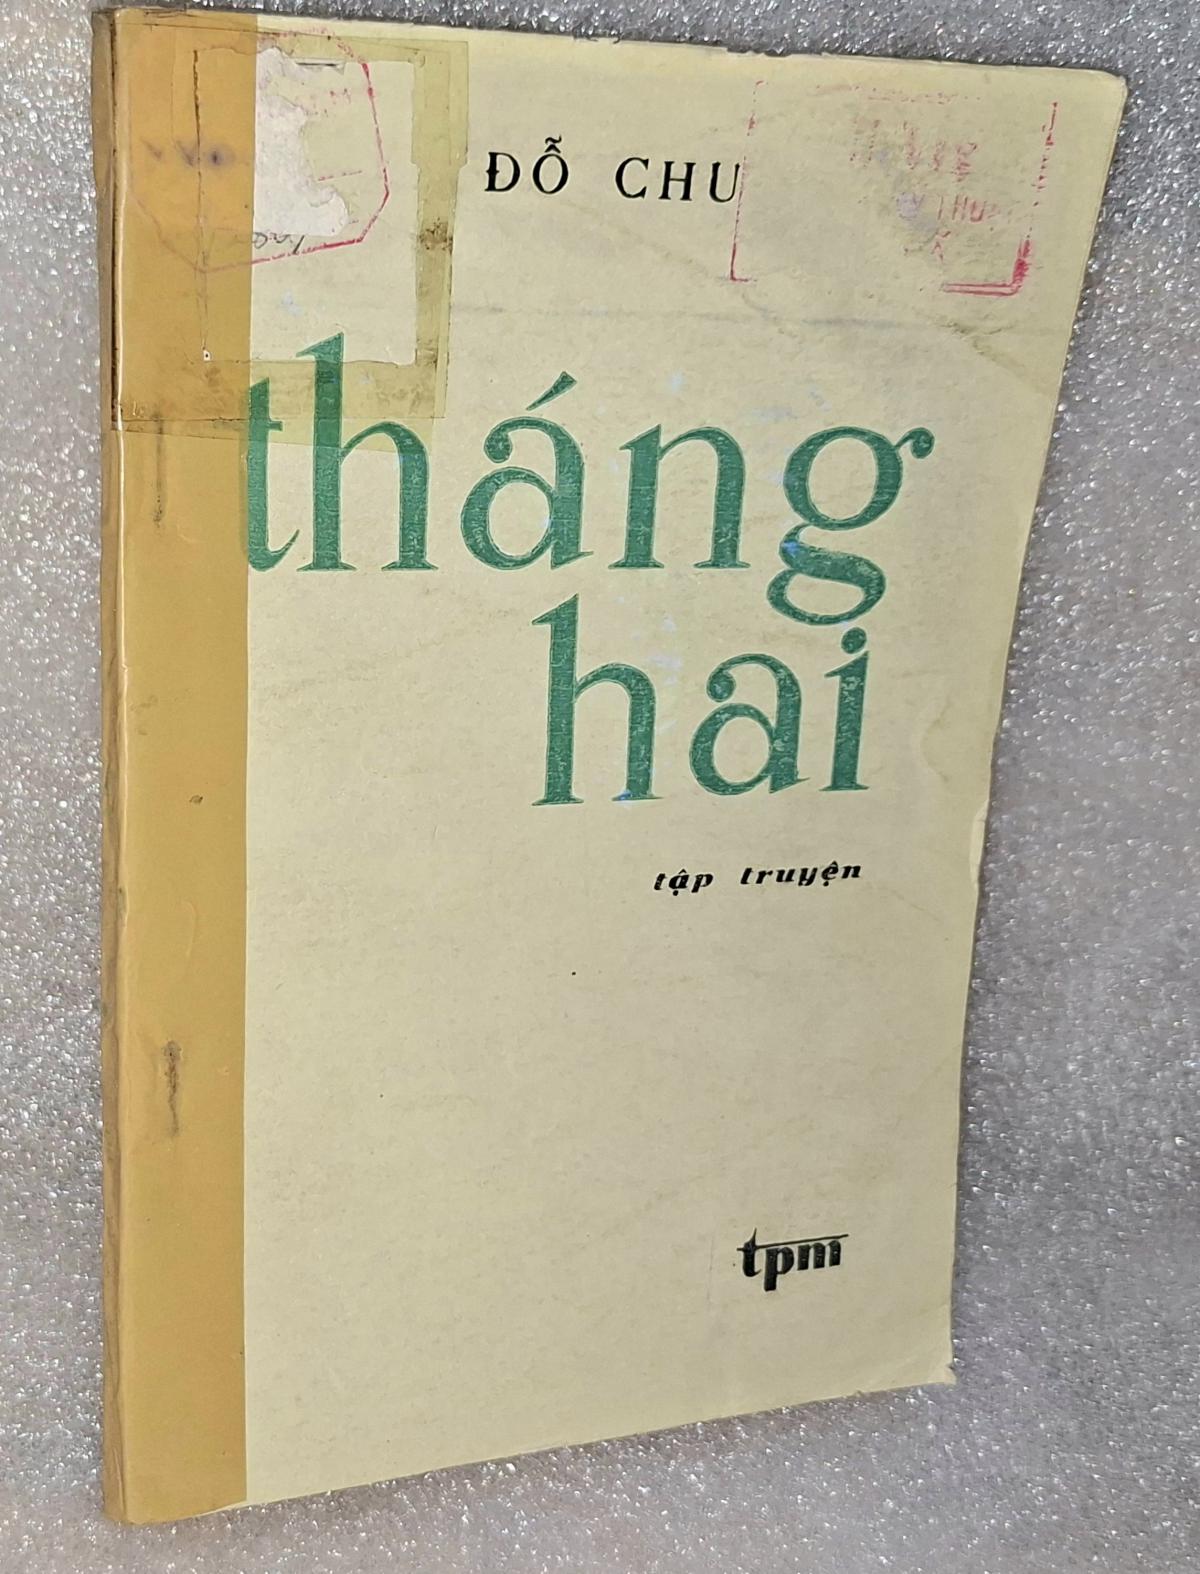 ĐỖ CHU
tháng
hai
tập truyện
tpm